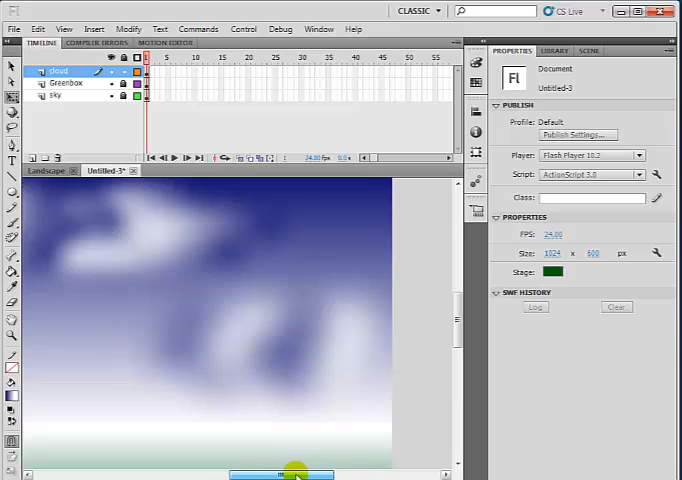 Fl
CLASSIC
CS Live
File Edit View Insert Modify Text Commands Control Debug Window Help
TIMELINE COMPILER ERRORS MOTION EDITOR
1 5 10 15 20 25 30 35 40 45 50 55
cloud
Greenbox
sky
1 24.00 fps 0.0 s
Landscape Untitled-3*
PROPERTIES LIBRARY SCENE
Fl Document
Untitled-3
PUBLISH
Profile: Default
Publish Settings...
Player: Flash Player 10.2
Script: ActionScript 3.0
Class:
PROPERTIES
FPS: 24.00
Size: 1024 x 600 px
Stage:
SWF HISTORY
Log Clear